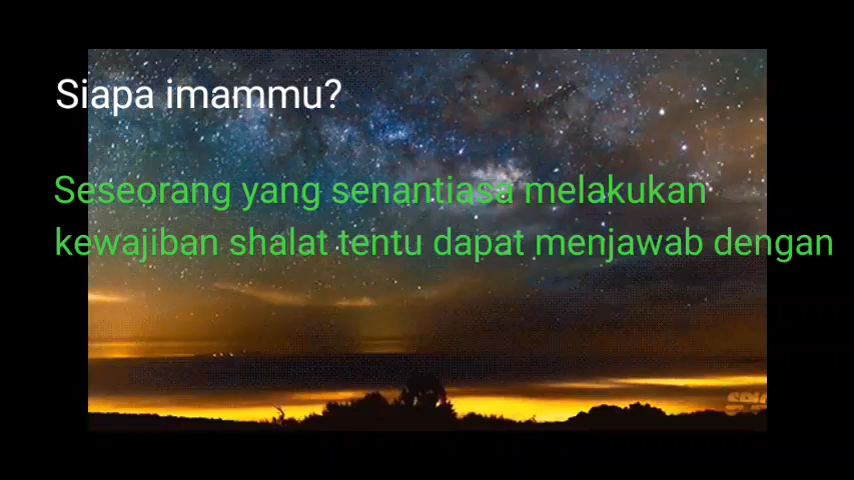 Siapa imammu?
Seseorang yang senantiasa melakukan
kewajiban shalat tentu dapat menjawab dengan